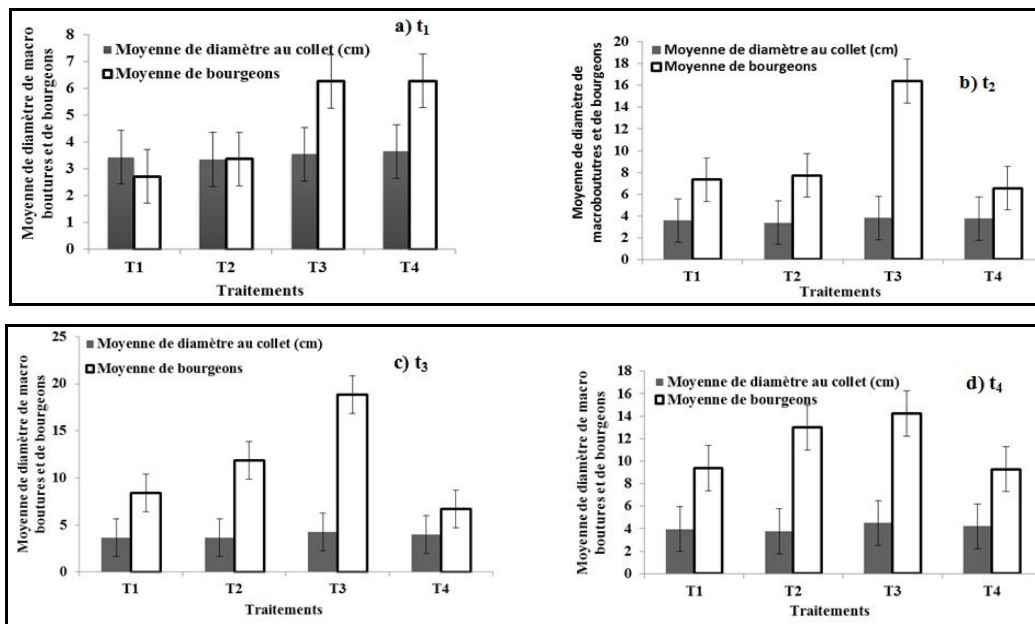 a) t1
Moyenne de diamètre au collet (cm)
Moyenne de bourgeons
Moyenne de diamètre de macro
boutures et de bourgeons
8
7
6
5
4
3
2
1
0
T1 T2 T3 T4
Traitements
b) t2
Moyenne de diamètre au collet (cm)
Moyenne de bourgeons
Moyenne de diamètre de
macroboututres et de bourgeons
20
18
16
14
12
10
8
6
4
2
0
T1 T2 T3 T4
Traitements
c) t3
Moyenne de diamètre au collet (cm)
Moyenne de bourgeons
Moyenne de diamètre de macro
boutures et de bourgeons
25
20
15
10
5
0
T1 T2 T3 T4
Traitements
d) t4
Moyenne de diamètre au collet (cm)
Moyenne de bourgeons
Moyenne de diamètre de macro
boutures et de bourgeons
18
16
14
12
10
8
6
4
2
0
T1 T2 T3 T4
Traitements